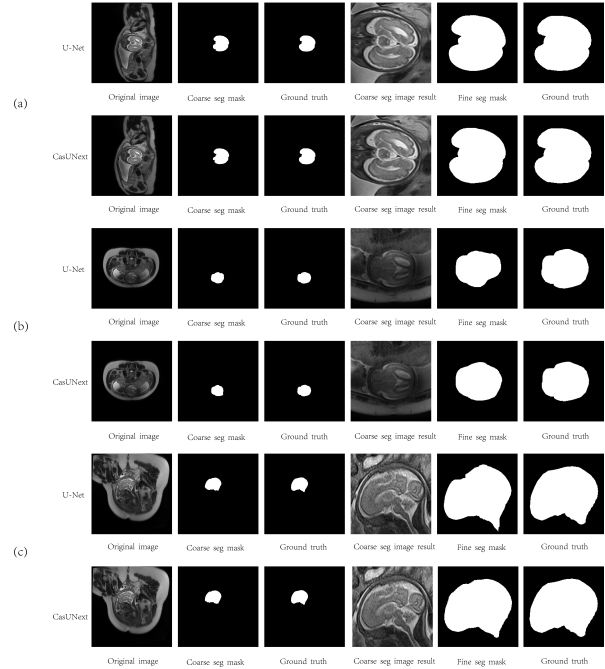 U-Net
Original image Coarse seg mask Ground truth Coarse seg image result Fine seg mask Ground truth
(a)
CasUNext
Original image Coarse seg mask Ground truth Coarse seg image result Fine seg mask Ground truth
U-Net
Original image Coarse seg mask Ground truth Coarse seg image result Fine seg mask Ground truth
(b)
CasUNext
Original image Coarse seg mask Ground truth Coarse seg image result Fine seg mask Ground truth
U-Net
Original image Coarse seg mask Ground truth Coarse seg image result Fine seg mask Ground truth
(c)
CasUNext
Original image Coarse seg mask Ground truth Coarse seg image result Fine seg mask Ground truth